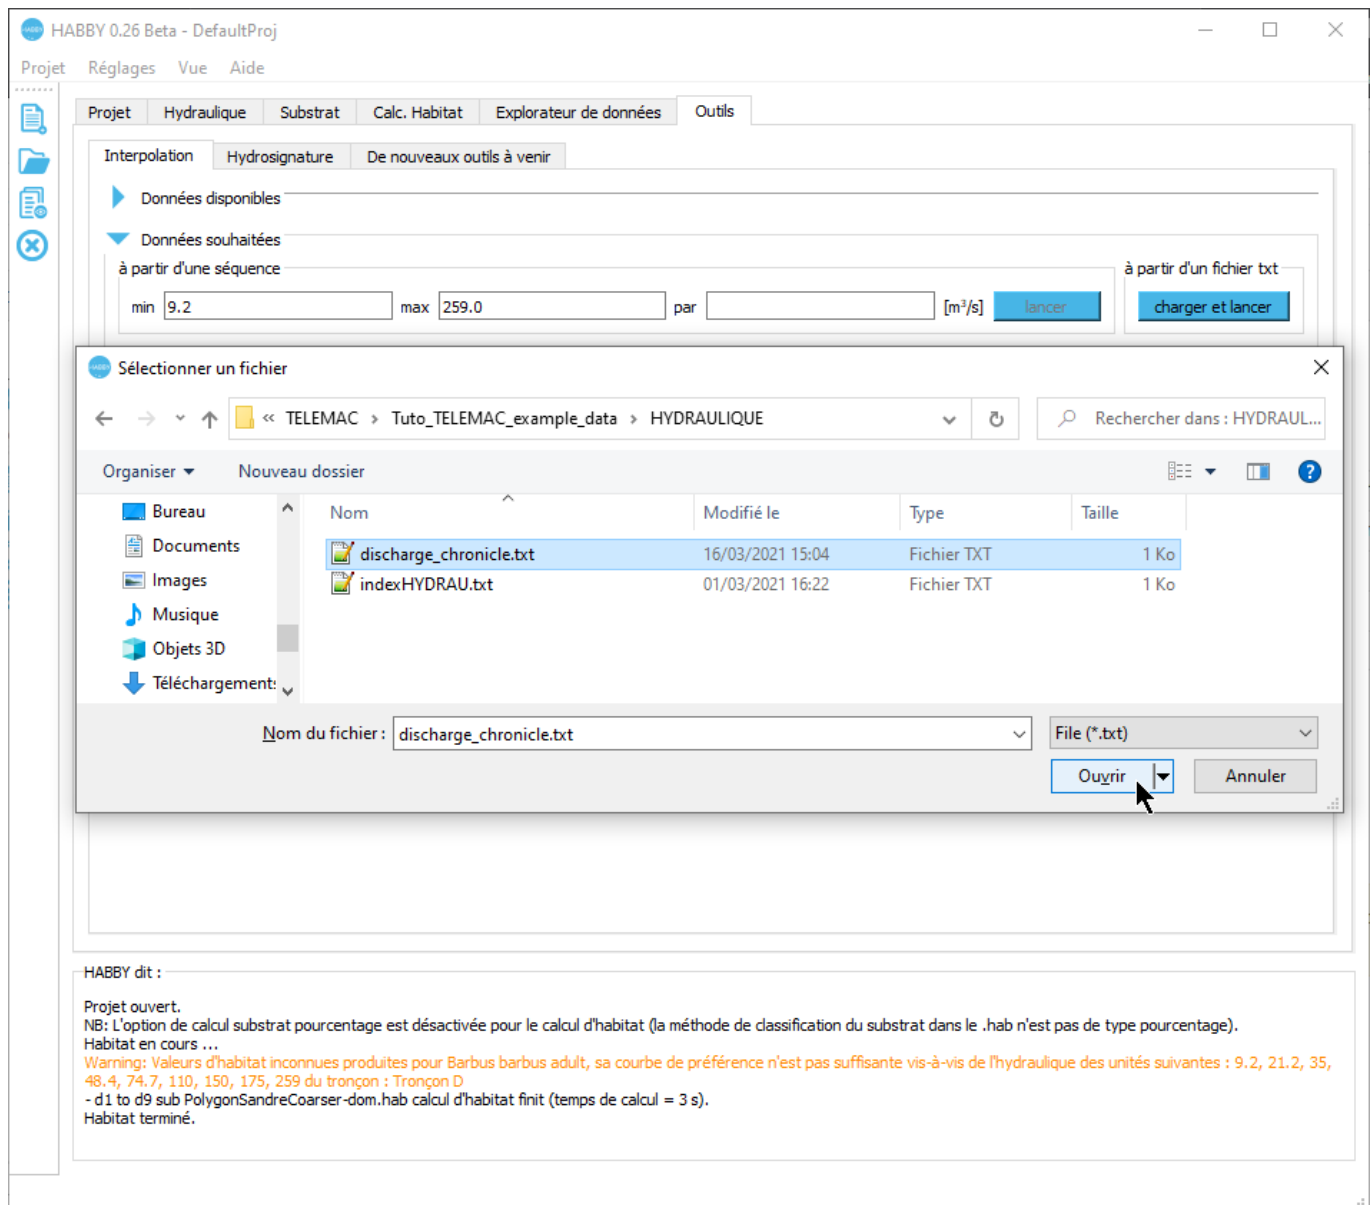 HABBY 0.26 Beta - DefaultProj
Projet Réglages Vue Aide
Projet Hydraulique Substrat Calc. Habitat Explorateur de données Outils
Interpolation Hydrosignature De nouveaux outils à venir
Données disponibles
Données souhaitées
à partir d'une séquence à partir d'un fichier txt
min 9.2 max 259.0 par [m³/s] lancer charger et lancer
Sélectionner un fichier
« TELEMAC › Tuto_TELEMAC_example_data › HYDRAULIQUE Rechercher dans : HYDRAUL...
Organiser Nouveau dossier
Bureau Nom Modifié le Type Taille
Documents discharge_chronicle.txt 16/03/2021 15:04 Fichier TXT 1 Ko
Images indexHYDRAU.txt 01/03/2021 16:22 Fichier TXT 1 Ko
Musique
Objets 3D
Téléchargements
Nom du fichier : discharge_chronicle.txt File (*.txt)
Ouvrir Annuler
HABBY dit :
Projet ouvert.
NB: L'option de calcul substrat pourcentage est désactivée pour le calcul d'habitat (la méthode de classification du substrat dans le .hab n'est pas de type pourcentage).
Habitat en cours ...
Warning: Valeurs d'habitat inconnues produites pour Barbus barbus adult, sa courbe de préférence n'est pas suffisante vis-à-vis de l'hydraulique des unités suivantes : 9.2, 21.2, 35,
48.4, 74.7, 110, 150, 175, 259 du tronçon : Tronçon D
- d1 to d9 sub PolygonSandreCoarser-dom.hab calcul d'habitat finit (temps de calcul = 3 s).
Habitat terminé.